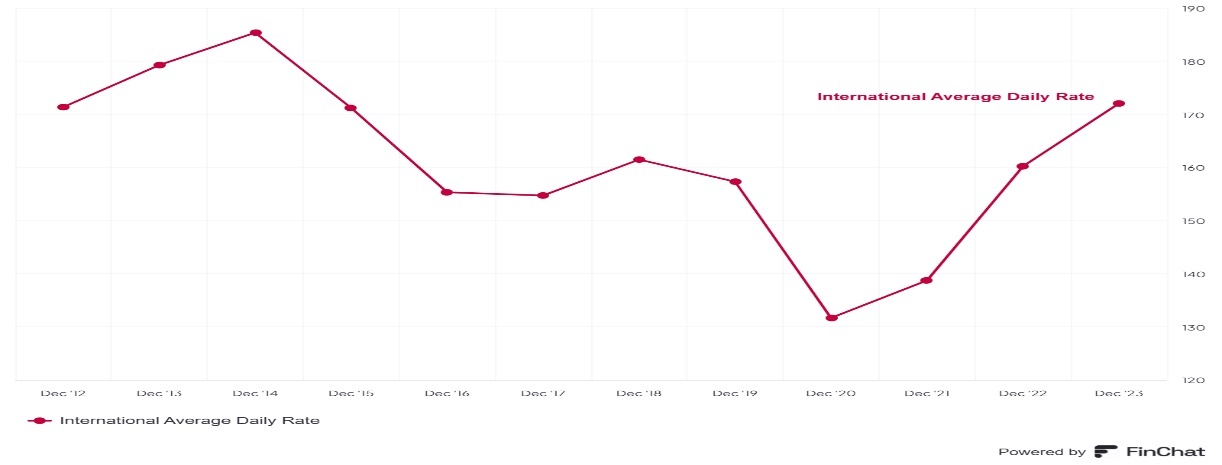 190
180
International Average Daily Rate
170
160
150
140
130
120
Dec '12 Dec '13 Dec '14 Dec '15 Dec '16 Dec '17 Dec '18 Dec '19 Dec '20 Dec '21 Dec '22 Dec '23
International Average Daily Rate
Powered by FinChat